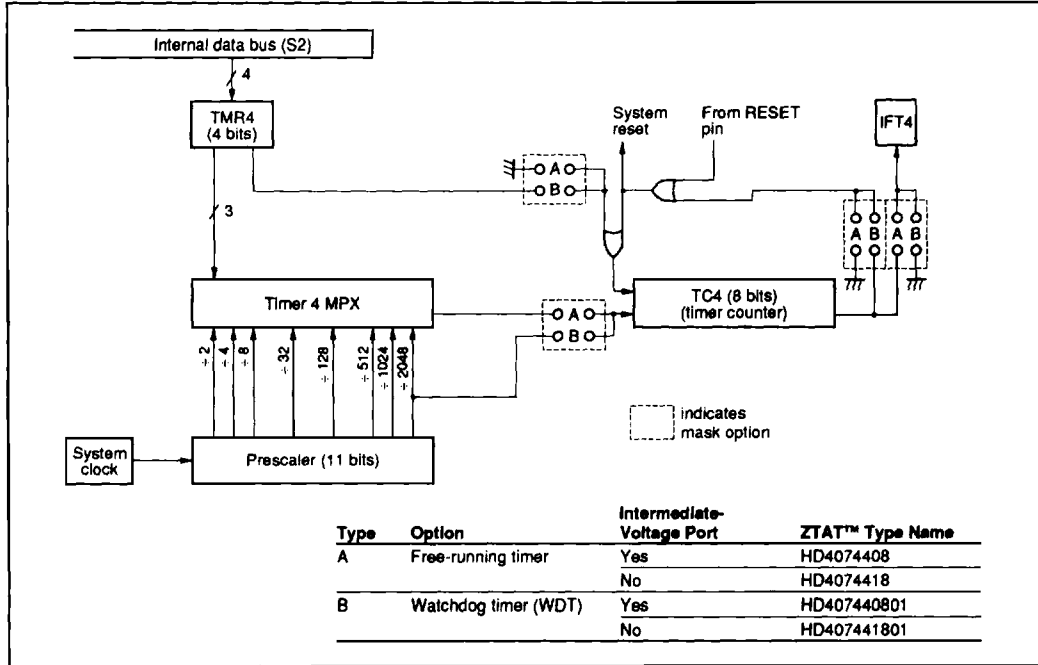 Internal data bus (S2)
4
TMR4
(4 bits)
System
reset
From RESET
pin
IFT4
A
B
3
A B A B
Timer 4 MPX
A
B
TC4 (8 bits)
(timer counter)
÷ 2
÷ 4
÷ 8
÷ 32
÷ 128
÷ 512
÷ 1024
÷ 2048
indicates
mask option
System
clock
Prescaler (11 bits)
Intermediate-
Type Option Voltage Port ZTAT™ Type Name
A Free-running timer Yes HD4074408
No HD4074418
B Watchdog timer (WDT) Yes HD407440801
No HD407441801